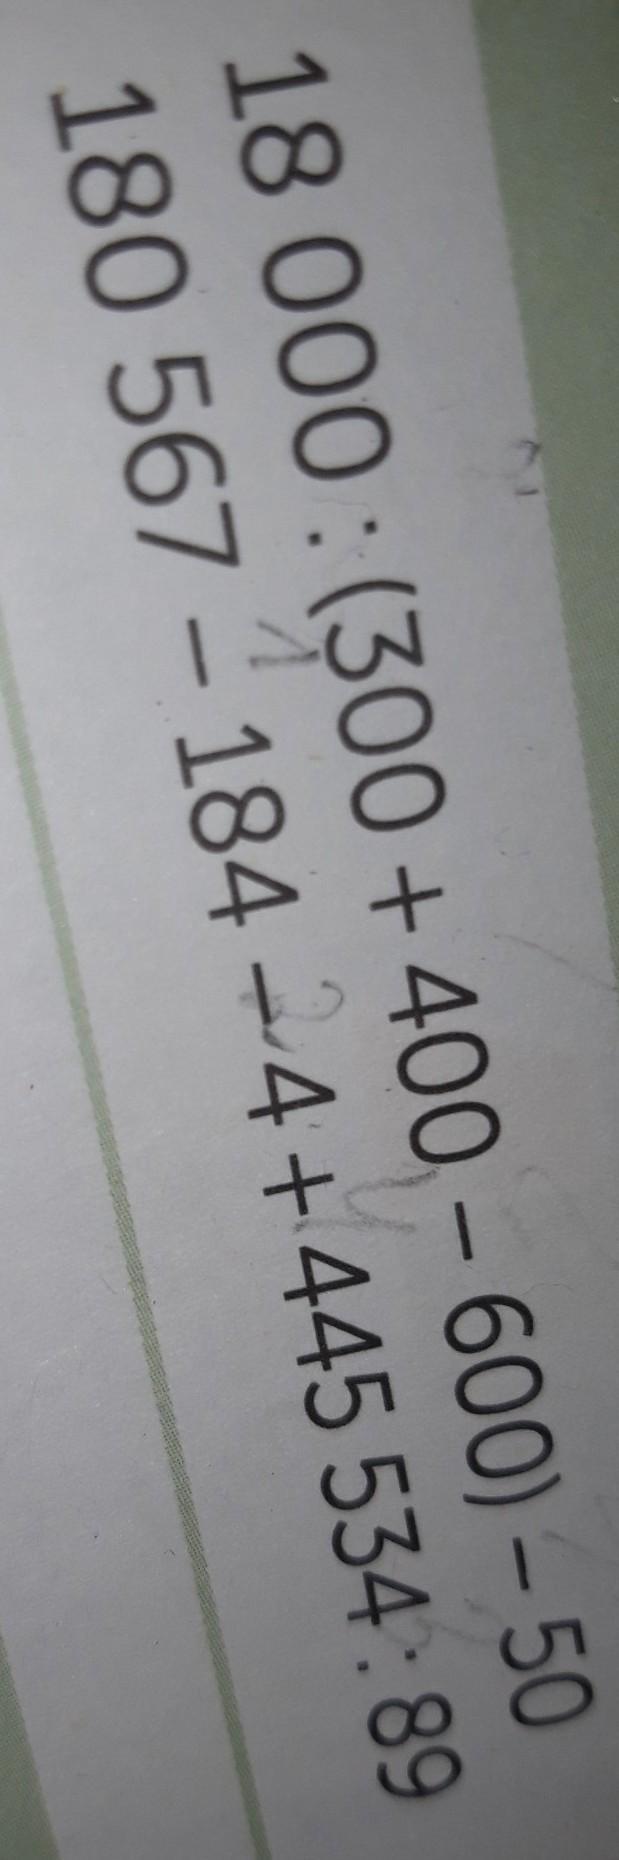 18 000 : (300 + 400 – 600) – 50
180 567 – 184 – 4 + 445 534 : 89